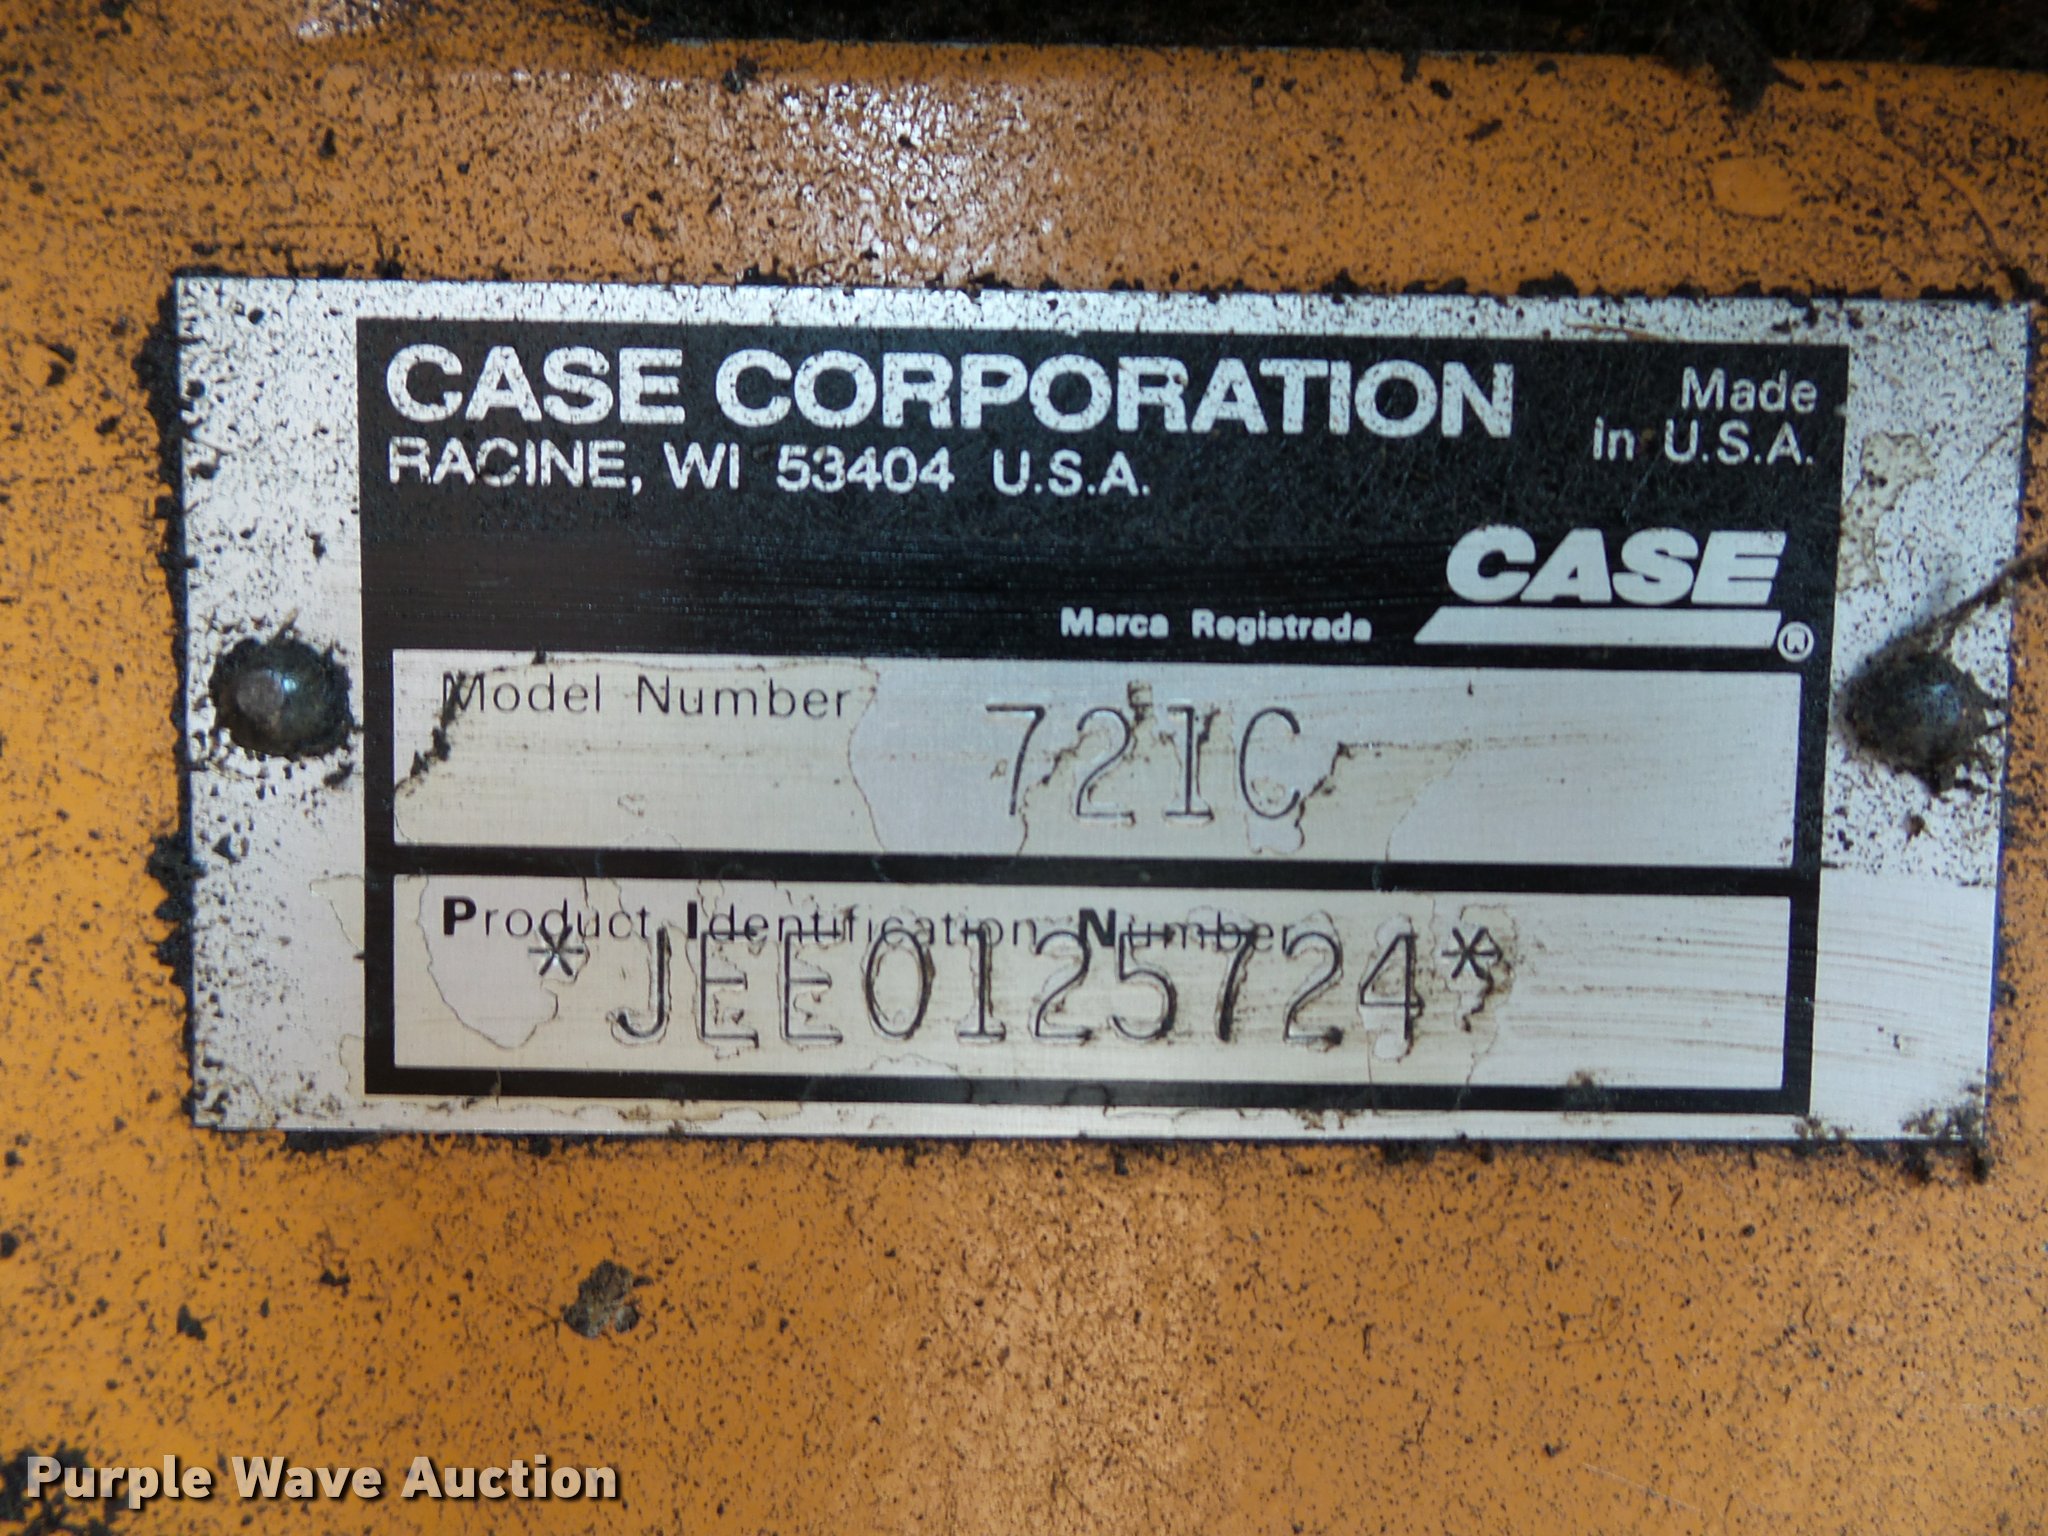 CASE CORPORATION
RACINE, WI 53404 U.S.A.
Made
in U.S.A.
CASE
Marca Registrada ®
Model Number 721C
Product Identification Number
*JEE0125724*
Purple Wave Auction